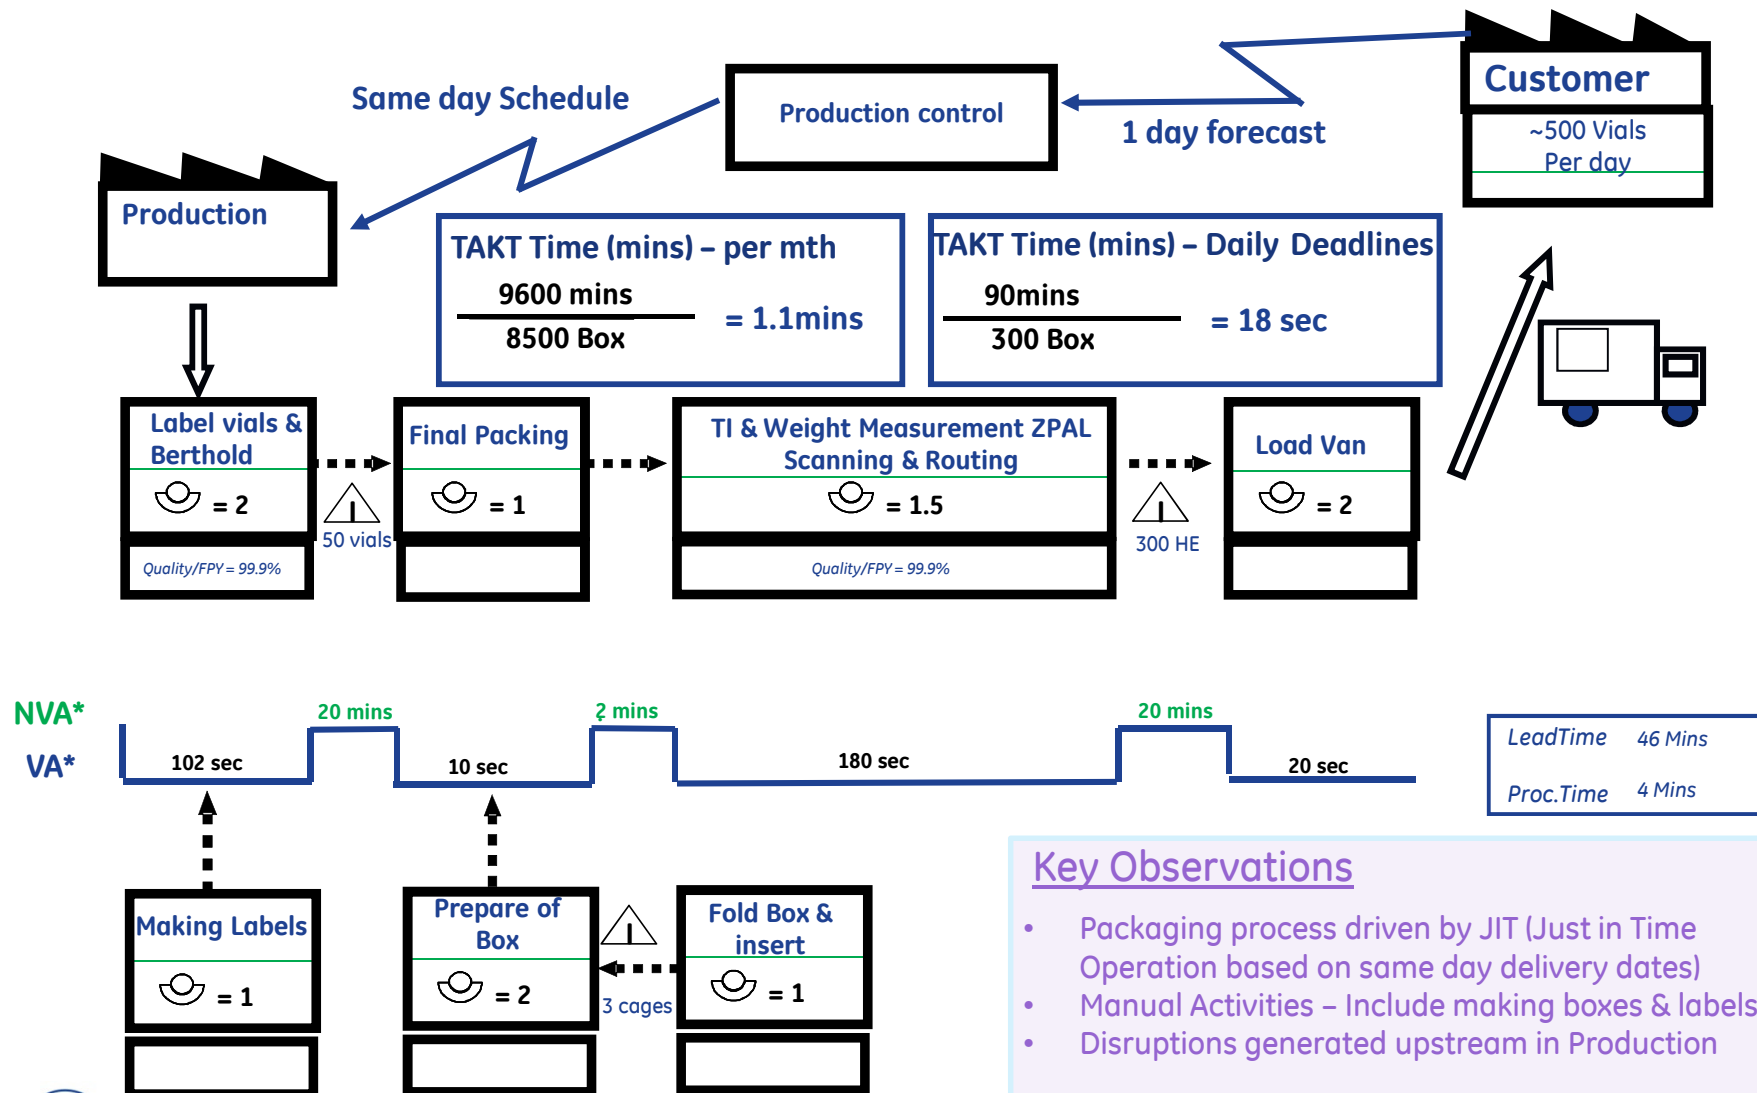 Customer
~500 Vials
Per day
Same day Schedule
Production control
1 day forecast
Production
TAKT Time (mins) – per mth
9600 mins
8500 Box
= 1.1mins
TAKT Time (mins) – Daily Deadlines
90mins
300 Box
= 18 sec
Label vials &
Berthold
= 2
Quality/FPY = 99.9%
50 vials
Final Packing
= 1
TI & Weight Measurement ZPAL
Scanning & Routing
= 1.5
Quality/FPY = 99.9%
I
300 HE
Load Van
= 2
NVA*
20 mins
2 mins
20 mins
VA*
102 sec
10 sec
180 sec
20 sec
LeadTime 46 Mins
Proc.Time 4 Mins
Making Labels
= 1
Prepare of
Box
= 2
I
3 cages
Fold Box &
insert
= 1
Key Observations
• Packaging process driven by JIT (Just in Time
Operation based on same day delivery dates)
• Manual Activities – Include making boxes & labels
• Disruptions generated upstream in Production